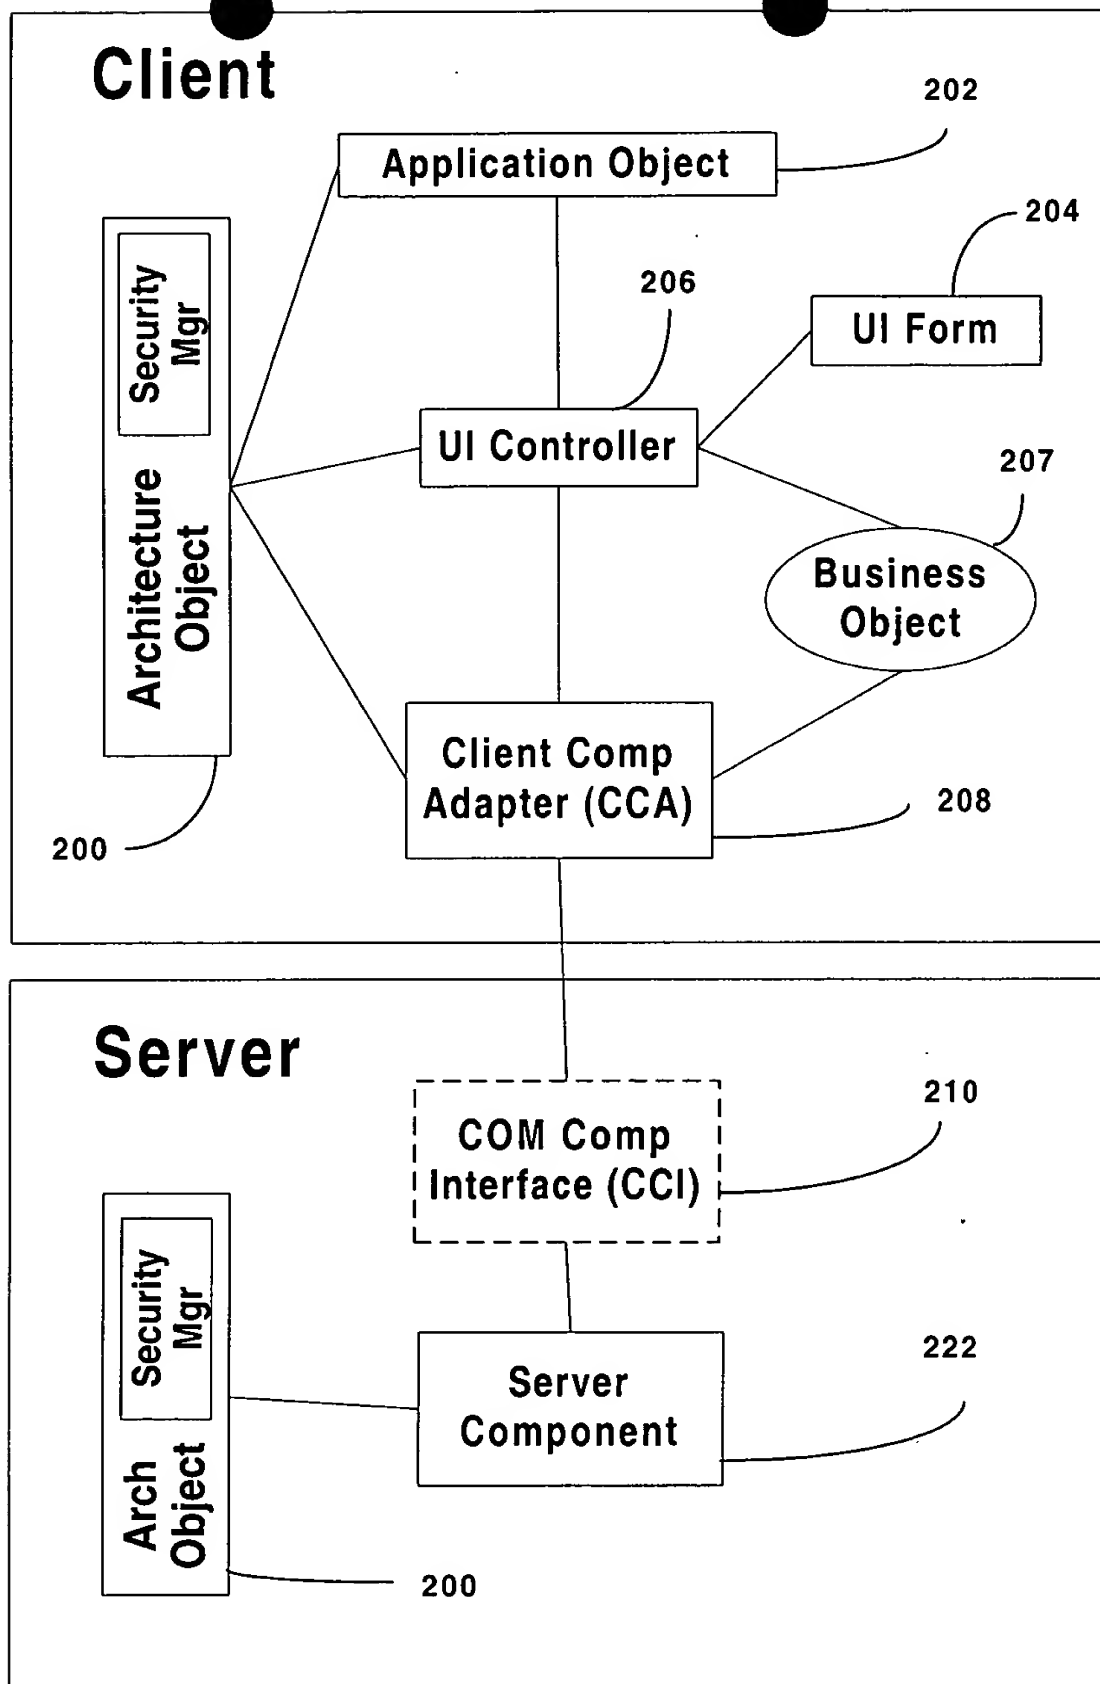 Client
202
Application Object
204
206
UI Form
Security
Mgr
UI Controller
207
Architecture
Object
Business
Object
Client Comp
Adapter (CCA)
208
200
Server
210
COM Comp
Interface (CCI)
Security
Mgr
222
Server
Component
Arch
Object
200